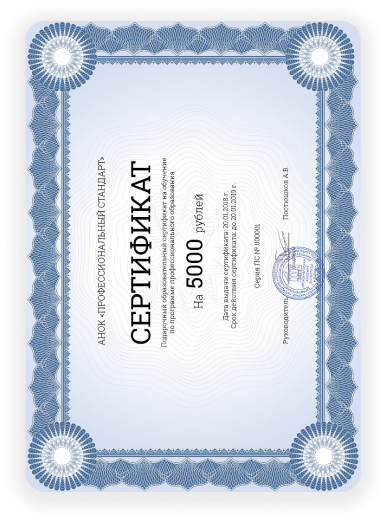 АНОК «ПРОФЕССИОНАЛЬНЫЙ СТАНДАРТ»
СЕРТИФИКАТ
Подарочный образовательный сертификат на обучение
по программе профессионального образования
На 5000 рублей
Дата выдачи сертификата: 20.01.2018 г.
Срок действия сертификата: до 20.01.2019 г
Серия ПС № 000001
Руководитель Постюшков А.В